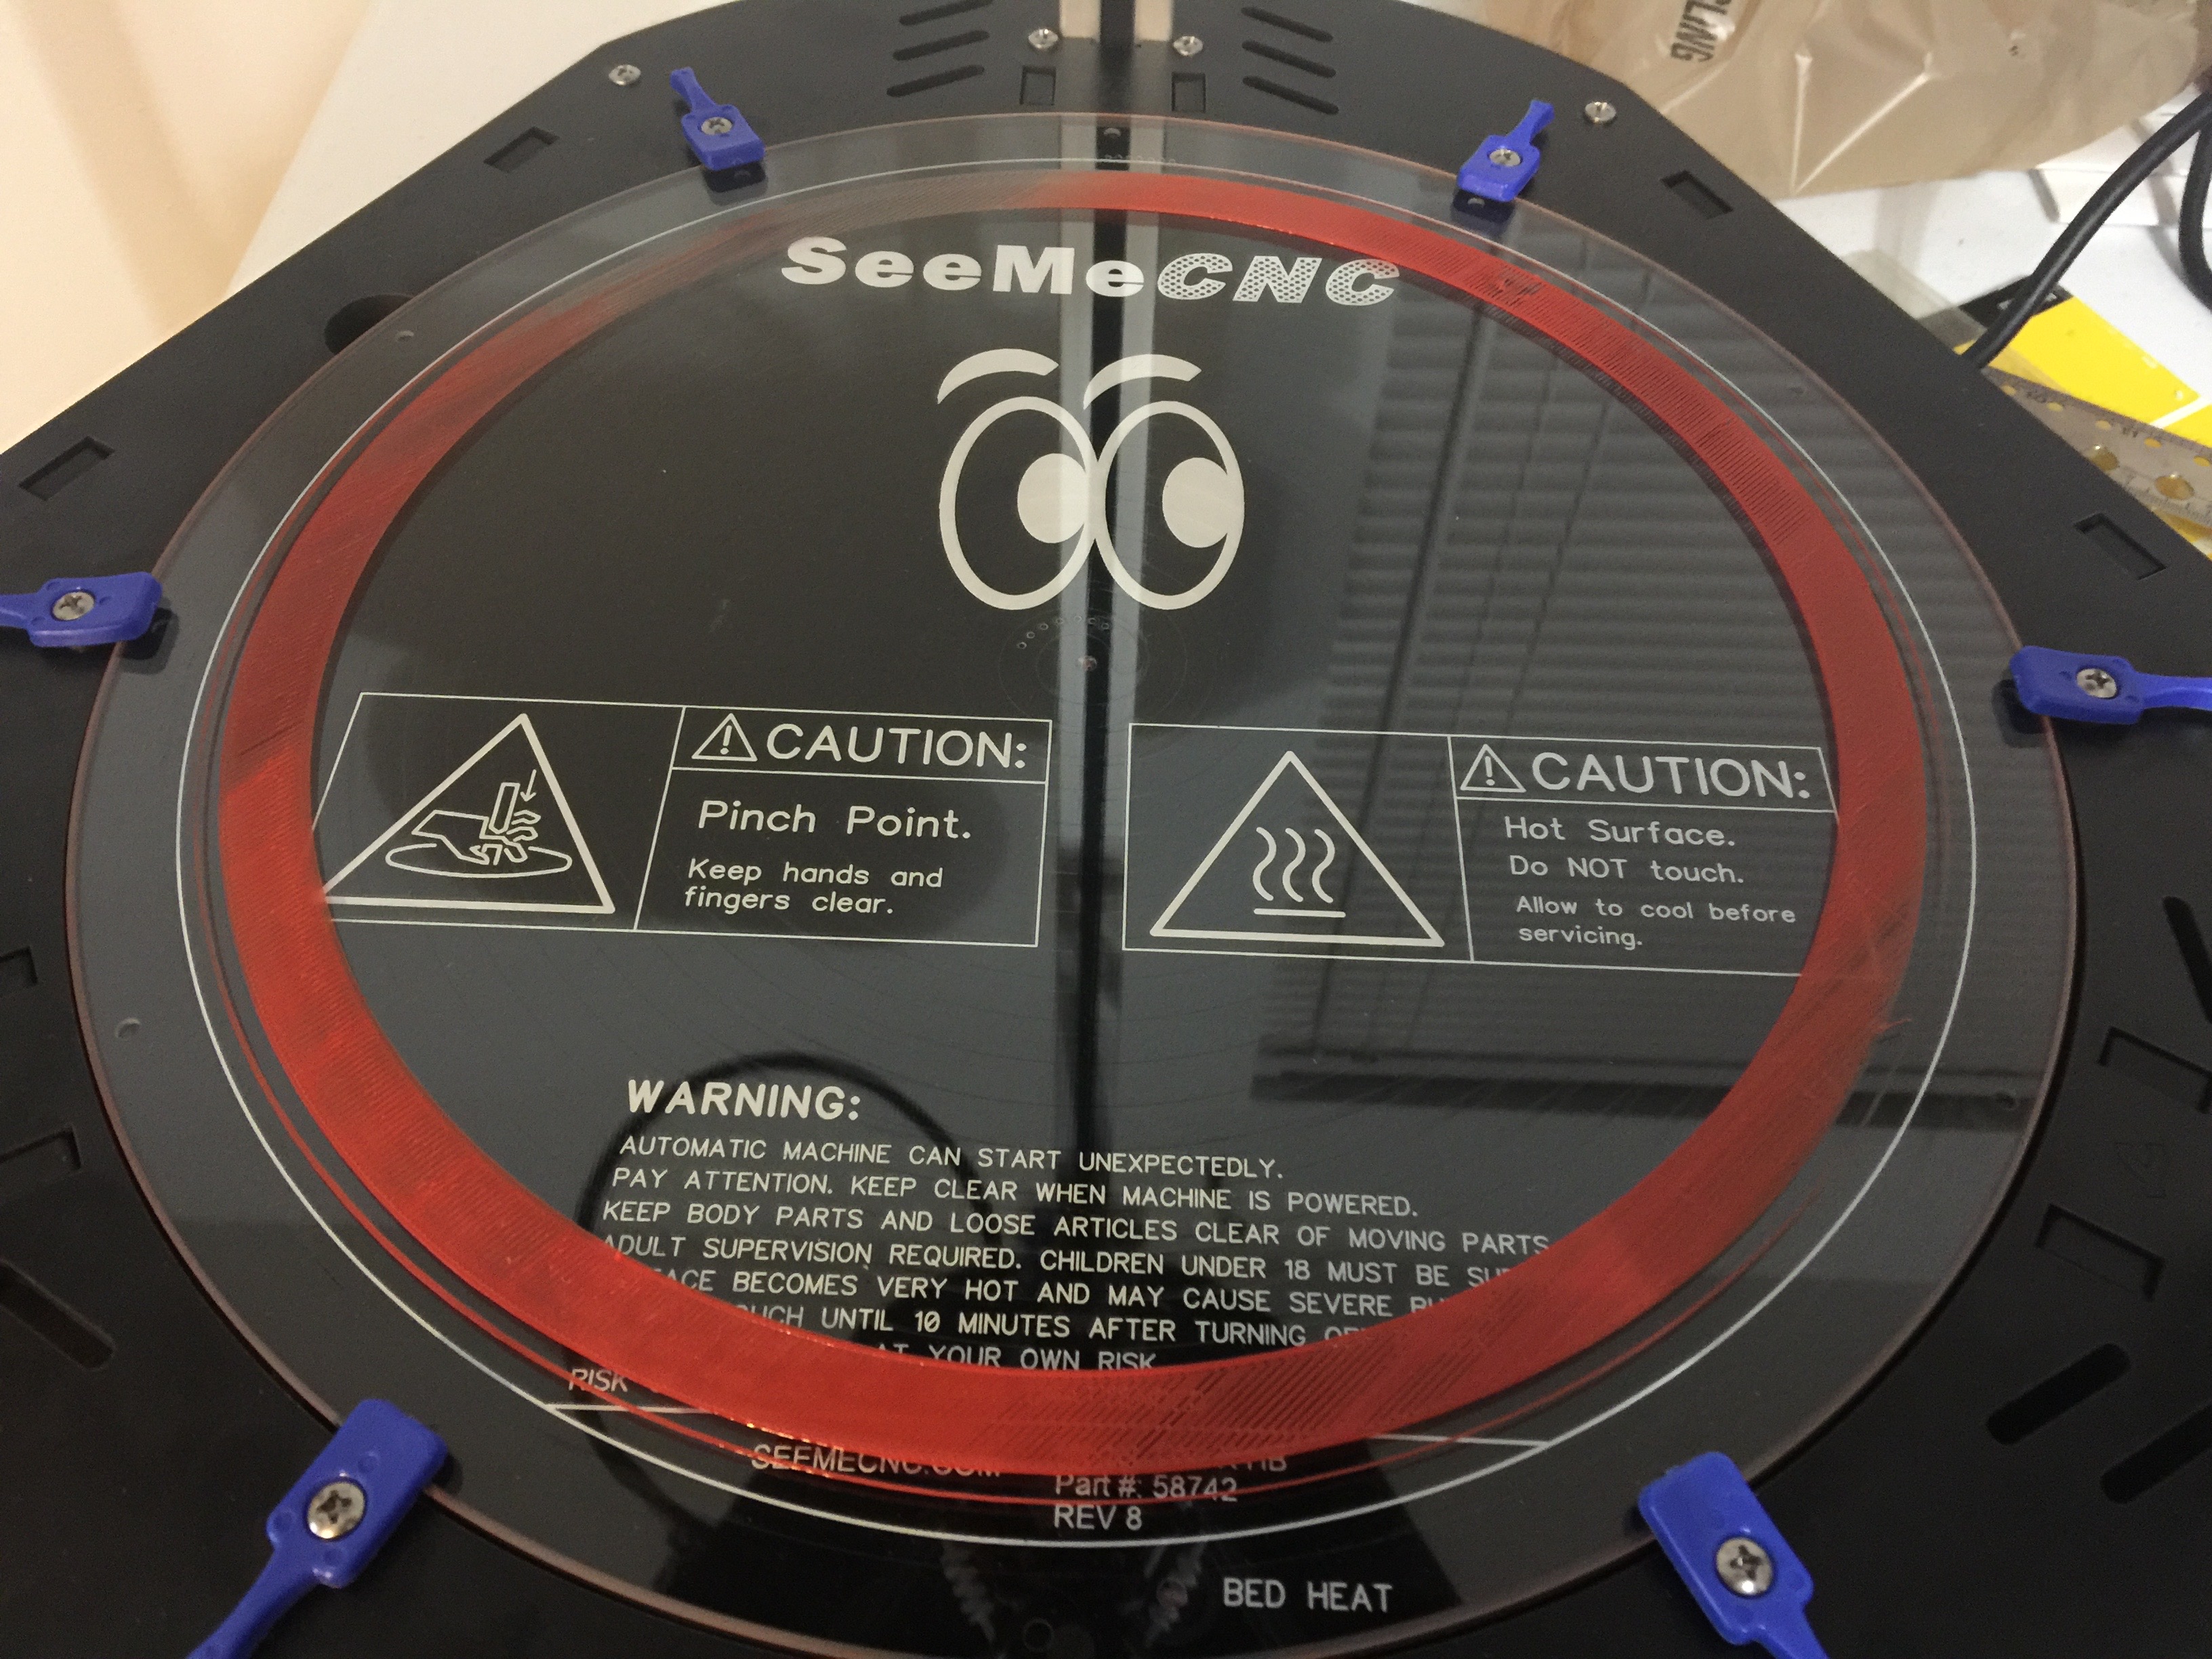 PLING
SeeMeCNC
CAUTION:
Pinch Point.
Keep hands and
fingers clear.
CAUTION:
Hot Surface.
Do NOT touch.
Allow to cool before
servicing.
WARNING:
AUTOMATIC MACHINE CAN START UNEXPECTEDLY.
PAY ATTENTION. KEEP CLEAR WHEN MACHINE IS POWERED.
KEEP BODY PARTS AND LOOSE ARTICLES CLEAR OF MOVING PARTS
ADULT SUPERVISION REQUIRED. CHILDREN UNDER 18 MUST BE
BECOMES VERY HOT AND MAY CAUSE SEVERE
UNTIL 10 MINUTES AFTER TURNING
AT YOUR OWN RISK
RISK
SEEMECNC.COM
Part #: 58742
REV 8
BED HEAT